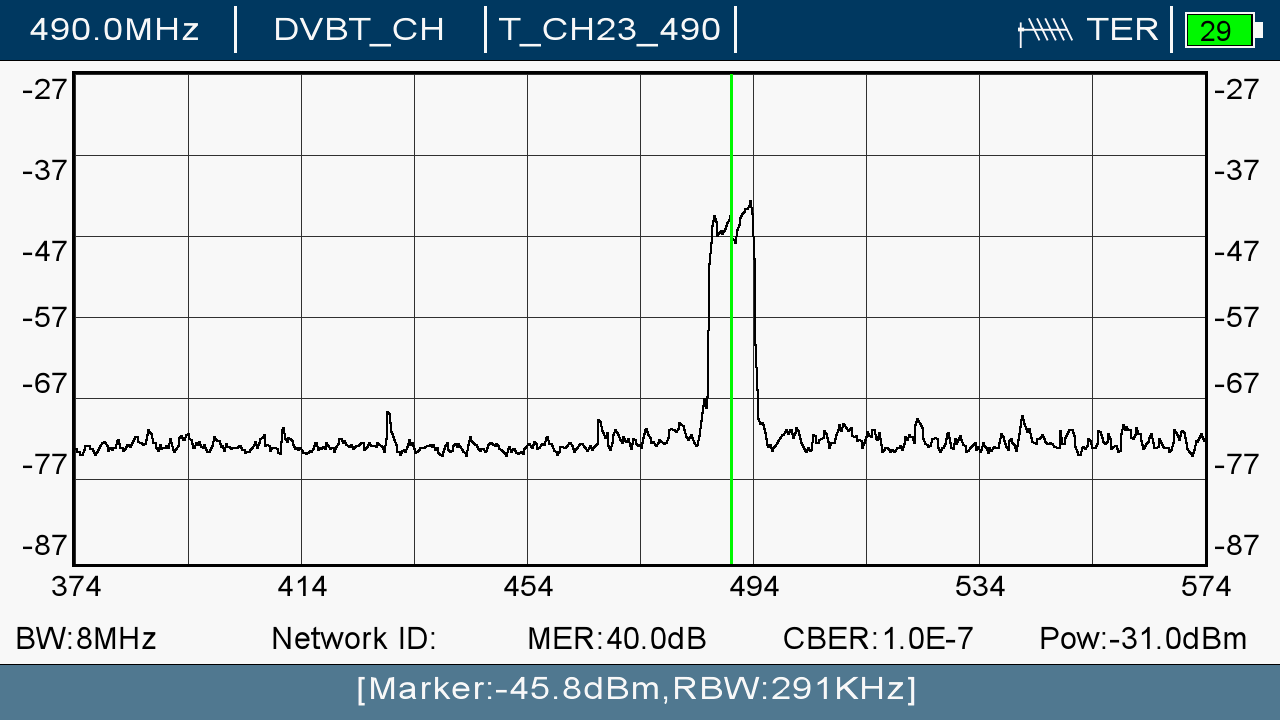 490.0MHz DVBT_CH T_CH23_490 TER 29
-27 -27
-37 -37
-47 -47
-57 -57
-67 -67
-77 -77
-87 -87
374 414 454 494 534 574
BW:8MHz Network ID: MER:40.0dB CBER:1.0E-7 Pow:-31.0dBm
[Marker:-45.8dBm,RBW:291KHz]